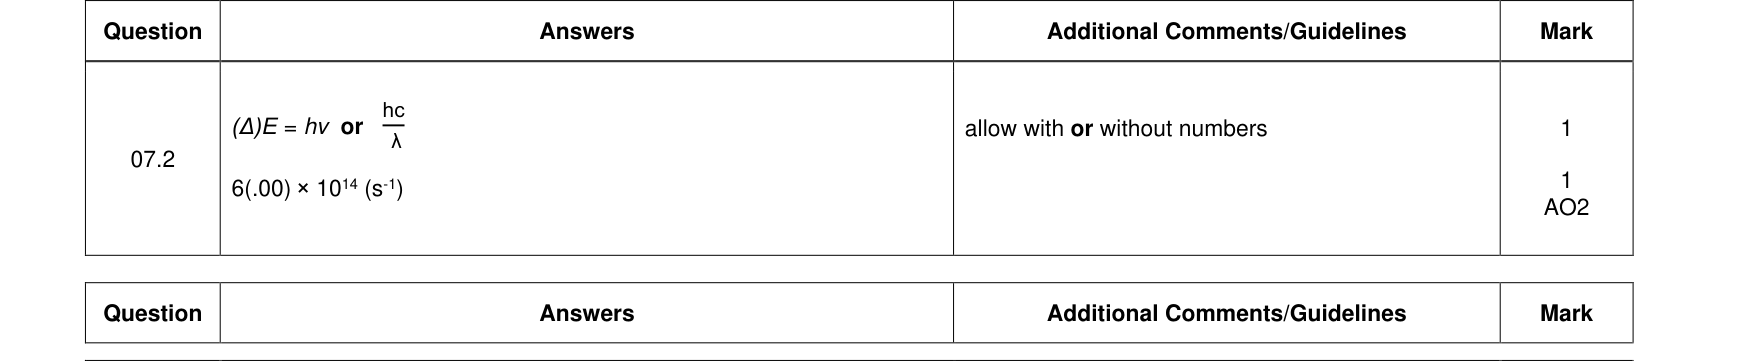 Question Answers Additional Comments/Guidelines Mark
07.2
(Δ)E = hν or hc/λ
allow with or without numbers
1
6(.00) × 10¹⁴ (s⁻¹)
1
AO2
Question Answers Additional Comments/Guidelines Mark